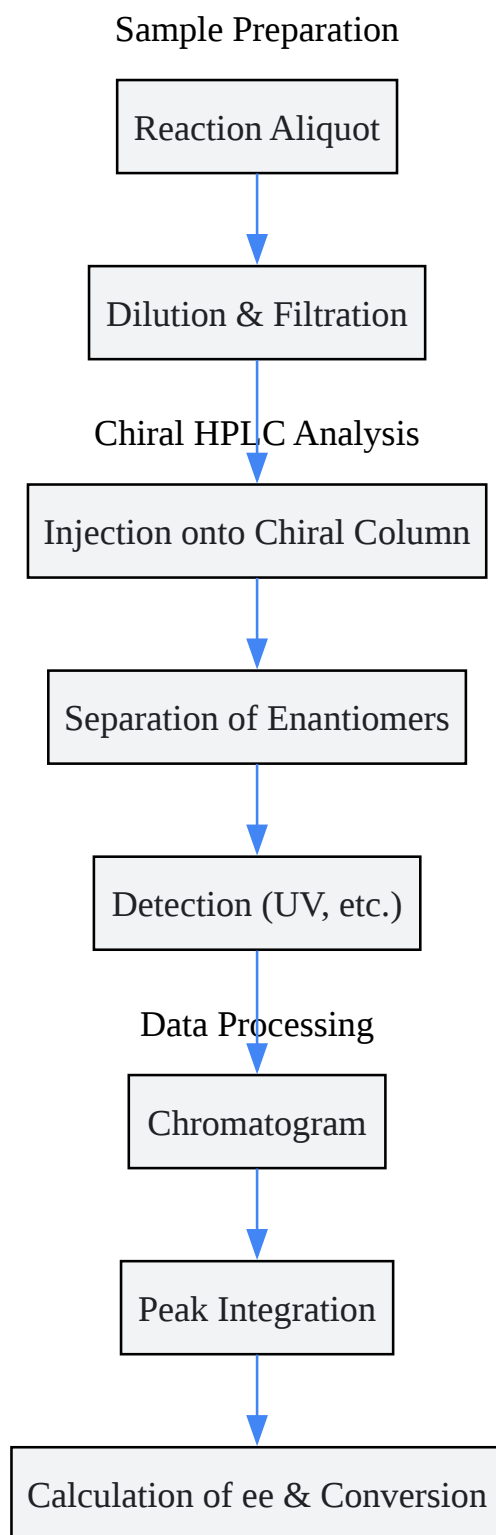 Sample Preparation
Reaction Aliquot
Dilution & Filtration
Chiral HPLC Analysis
Injection onto Chiral Column
Separation of Enantiomers
Detection (UV, etc.)
Data Processing
Chromatogram
Peak Integration
Calculation of ee & Conversion